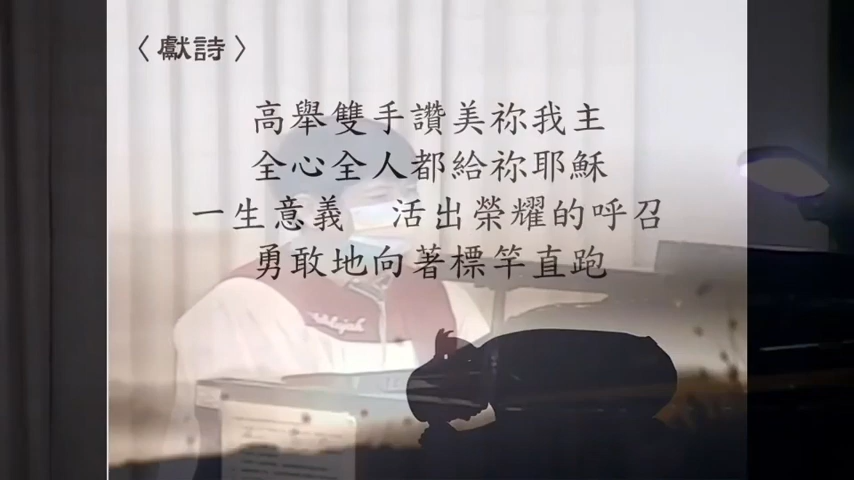 〈獻詩〉
高舉雙手讚美祢我主
全心全人都給祢耶穌
一生意義　活出榮耀的呼召
勇敢地向著標竿直跑